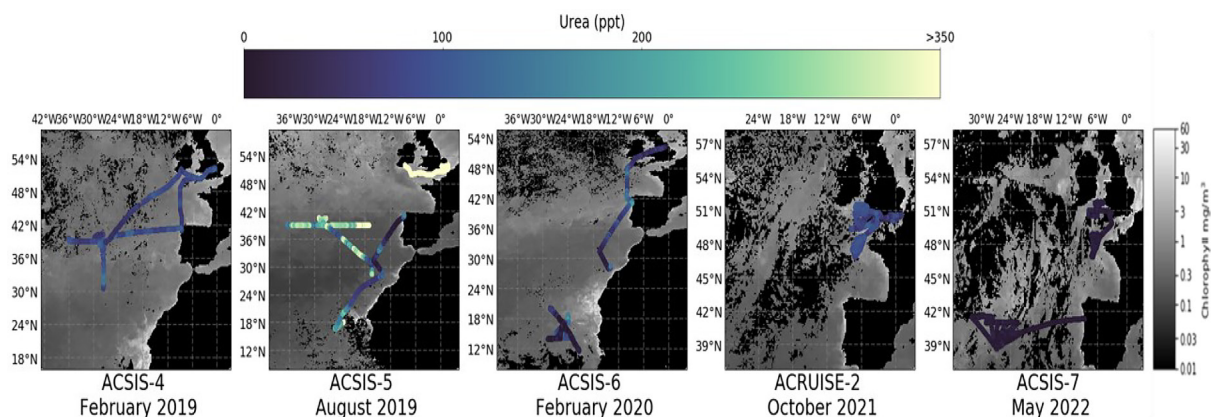 Urea (ppt)
0 100 200 >350
42°W36°W30°W24°W18°W12°W 6°W 0°
54°N
48°N
42°N
36°N
30°N
24°N
18°N
ACSIS-4
February 2019
36°W30°W24°W18°W12°W 6°W 0°
54°N
48°N
42°N
36°N
30°N
24°N
18°N
12°N
ACSIS-5
August 2019
36°W30°W24°W18°W12°W 6°W 0°
54°N
48°N
42°N
36°N
30°N
24°N
18°N
12°N
ACSIS-6
February 2020
24°W 18°W 12°W 6°W 0°
57°N
54°N
51°N
48°N
45°N
42°N
39°N
ACRUISE-2
October 2021
30°W 24°W 18°W 12°W 6°W 0°
57°N
54°N
51°N
48°N
45°N
42°N
39°N
ACSIS-7
May 2022
60
30
10
3
1
0.3
0.1
0.03
0.01
Chlorophyll mg/m³